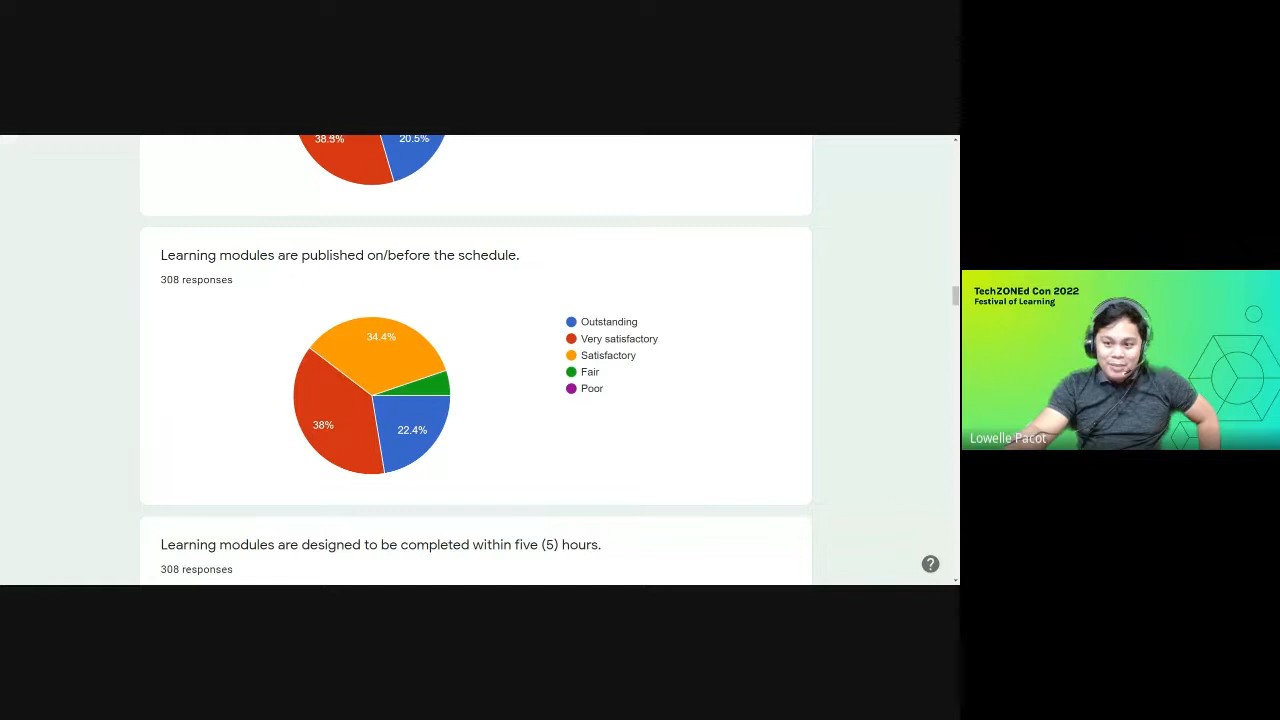 38.3%
20.5%
Learning modules are published on/before the schedule.
308 responses
34.4%
38%
22.4%
Outstanding
Very satisfactory
Satisfactory
Fair
Poor
Learning modules are designed to be completed within five (5) hours.
308 responses
?
TechZONEd Con 2022
Festival of Learning
Lowelle Pacot